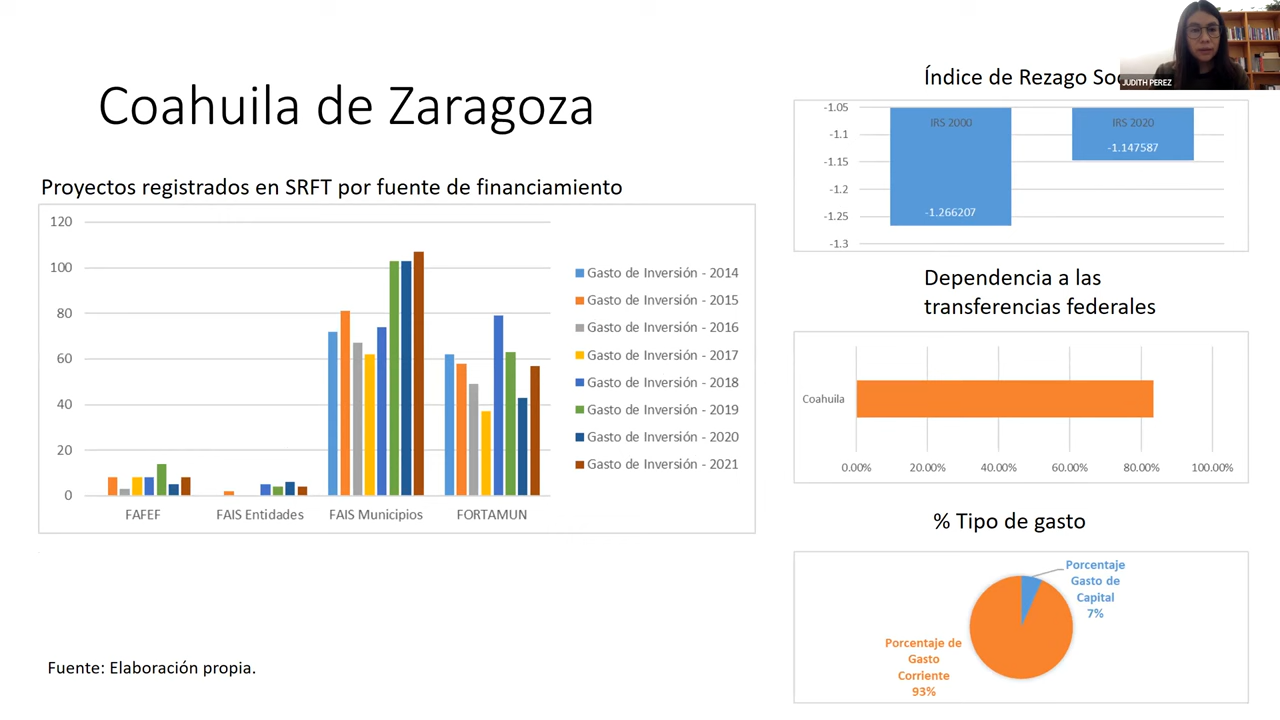 Coahuila de Zaragoza
Proyectos registrados en SRFT por fuente de financiamiento
120
100
80
60
40
20
0
FAFEF
FAIS Entidades
FAIS Municipios
FORTAMUN
Gasto de Inversión - 2014
Gasto de Inversión - 2015
Gasto de Inversión - 2016
Gasto de Inversión - 2017
Gasto de Inversión - 2018
Gasto de Inversión - 2019
Gasto de Inversión - 2020
Gasto de Inversión - 2021
Fuente: Elaboración propia.
JUDITH PEREZ
Índice de Rezago
-1.05
-1.1
-1.15
-1.2
-1.25
-1.3
IRS 2000
-1.266207
IRS 2020
-1.147587
Dependencia a las
transferencias federales
Coahuila
0.00%
20.00%
40.00%
60.00%
80.00%
100.00%
% Tipo de gasto
Porcentaje
Gasto de
Capital
7%
Porcentaje de
Gasto
Corriente
93%